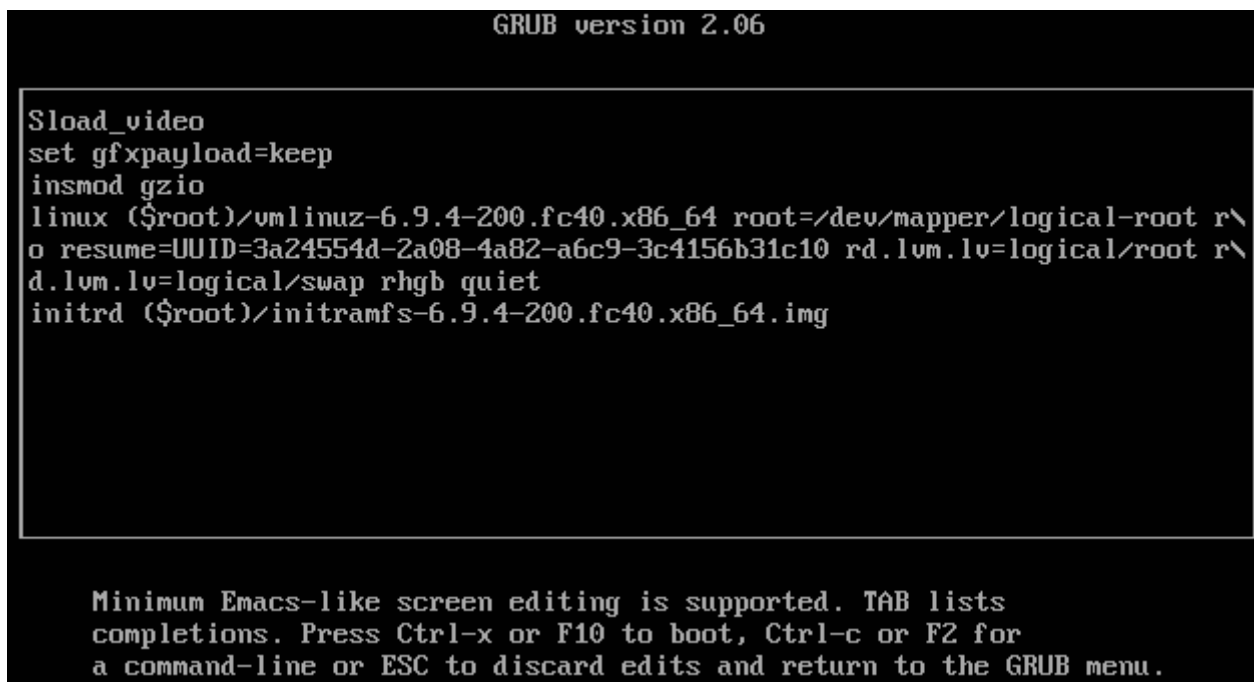 GRUB version 2.06
Sload_video
set gfxpayload=keep
insmod gzio
linux ($root)/vmlinuz-6.9.4-200.fc40.x86_64 root=/dev/mapper/logical-root r\
o resume=UUID=3a24554d-2a08-4a82-a6c9-3c4156b31c10 rd.lvm.lv=logical/root r\
d.lvm.lv=logical/swap rhgb quiet
initrd ($root)/initramfs-6.9.4-200.fc40.x86_64.img
Minimum Emacs-like screen editing is supported. TAB lists
completions. Press Ctrl-x or F10 to boot, Ctrl-c or F2 for
a command-line or ESC to discard edits and return to the GRUB menu.